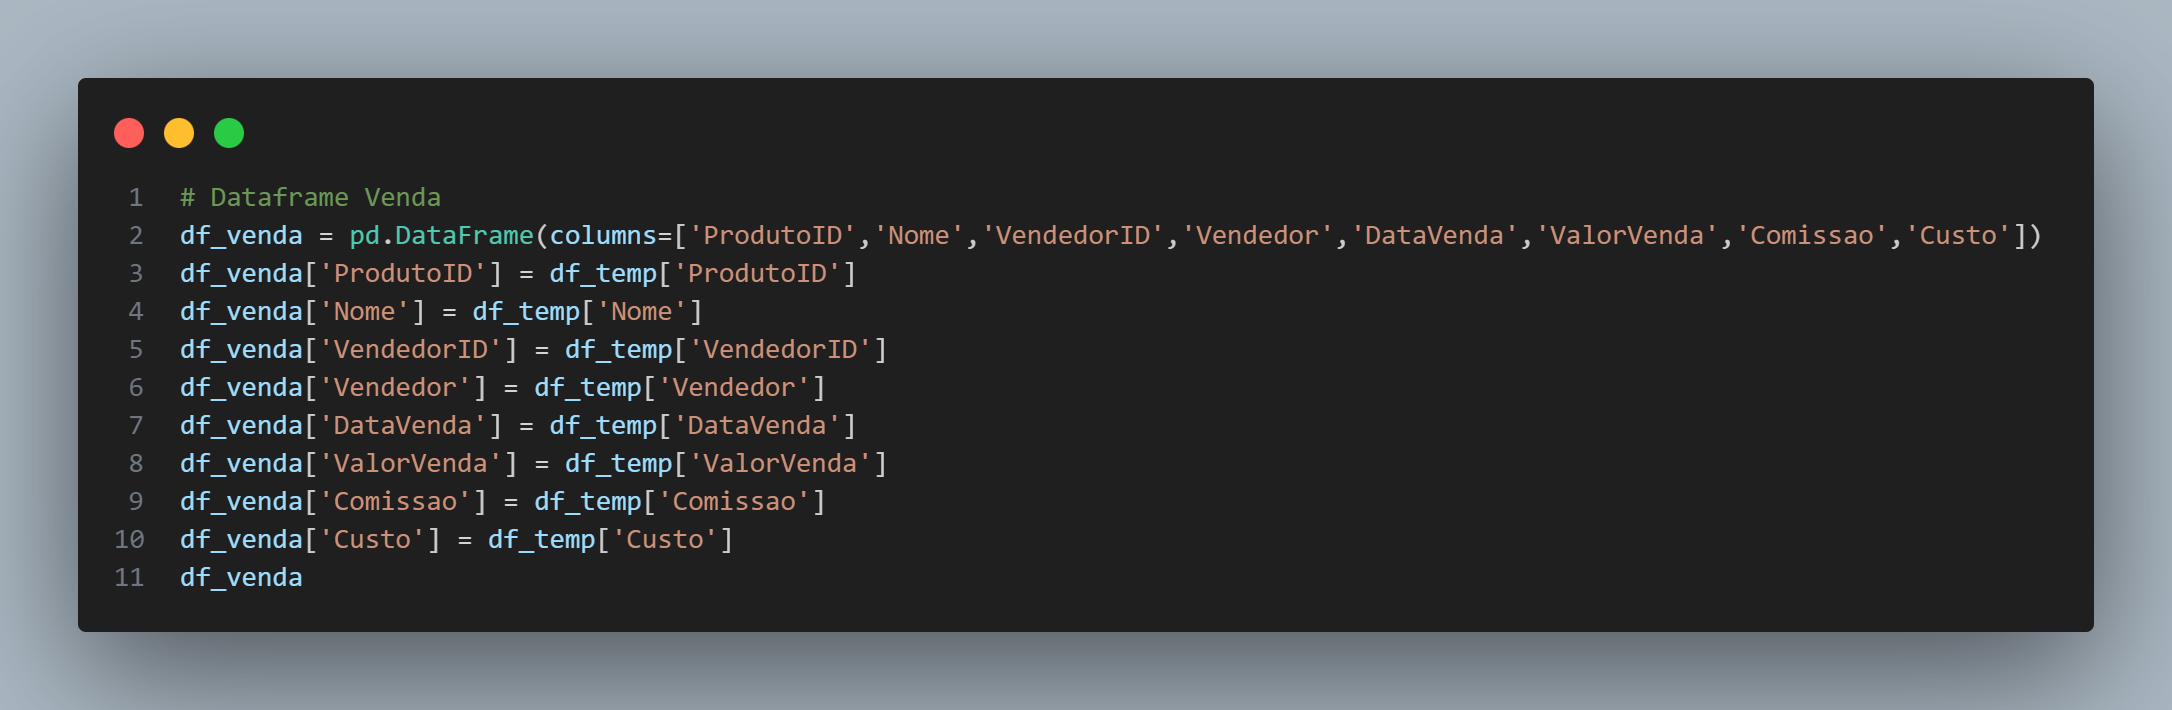 1 # Dataframe Venda
2 df_venda = pd.DataFrame(columns=['ProdutoID','Nome','VendedorID','Vendedor','DataVenda','ValorVenda','Comissao','Custo'])
3 df_venda['ProdutoID'] = df_temp['ProdutoID']
4 df_venda['Nome'] = df_temp['Nome']
5 df_venda['VendedorID'] = df_temp['VendedorID']
6 df_venda['Vendedor'] = df_temp['Vendedor']
7 df_venda['DataVenda'] = df_temp['DataVenda']
8 df_venda['ValorVenda'] = df_temp['ValorVenda']
9 df_venda['Comissao'] = df_temp['Comissao']
10 df_venda['Custo'] = df_temp['Custo']
11 df_venda